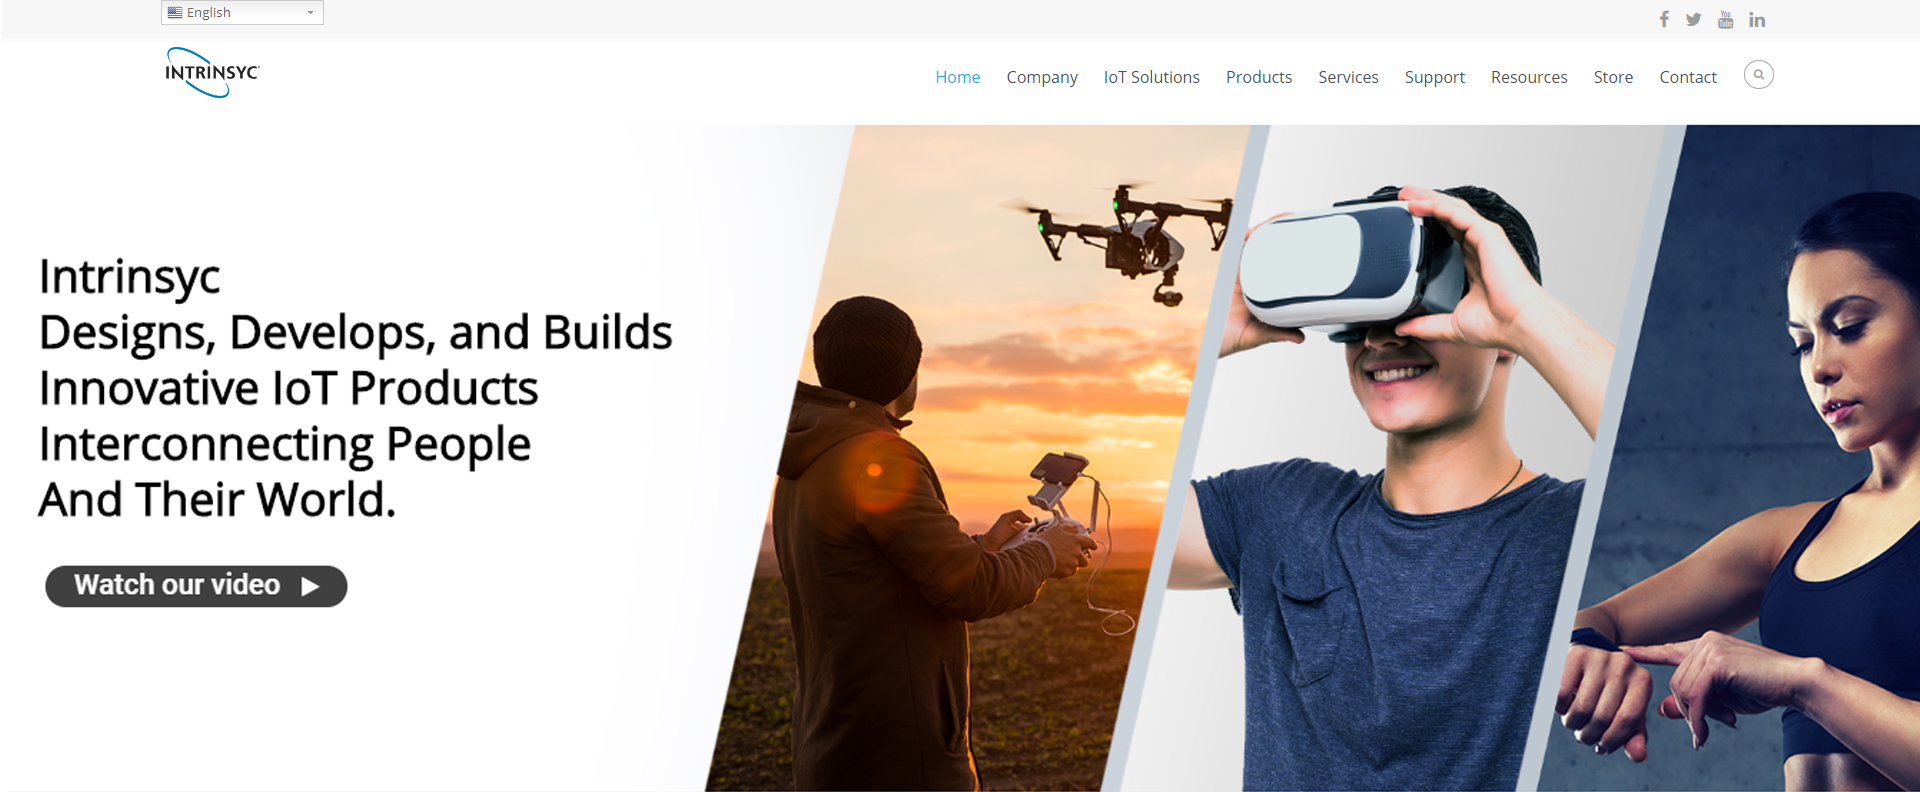 English
INTRINSYC
Home Company IoT Solutions Products Services Support Resources Store Contact
Intrinsyc
Designs, Develops, and Builds
Innovative IoT Products
Interconnecting People
And Their World.
Watch our video